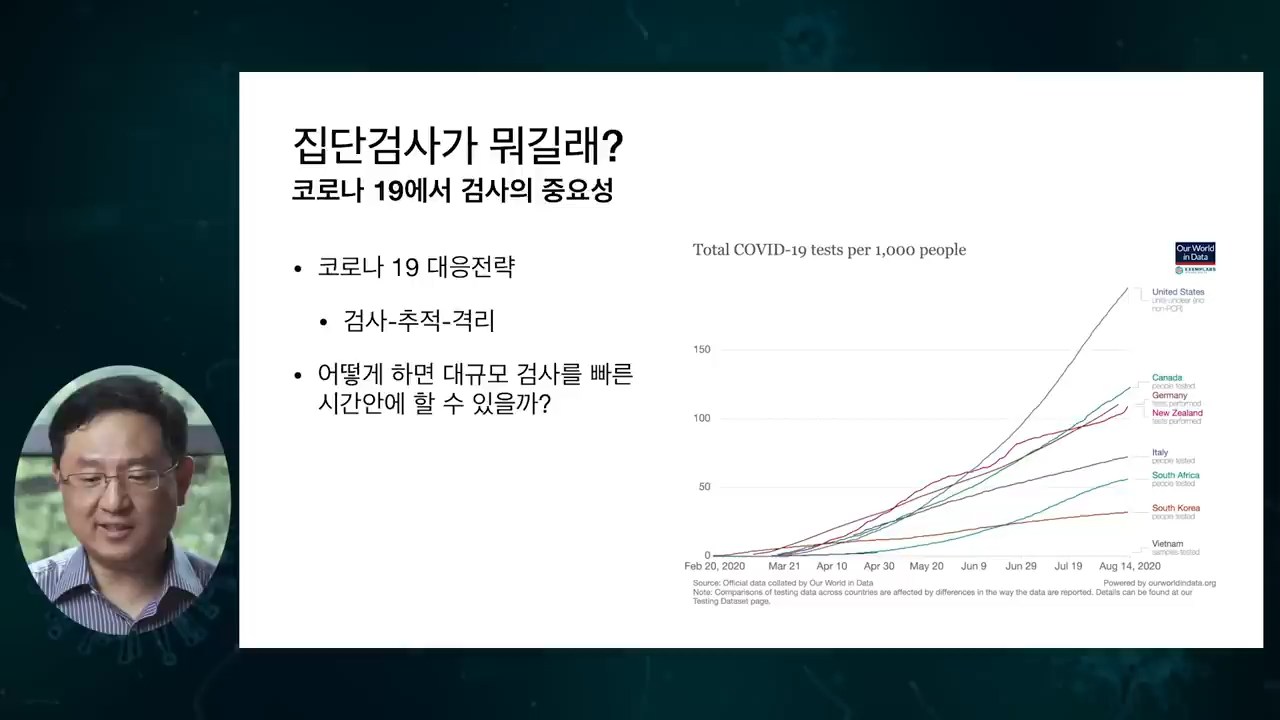 집단검사가 뭐길래?
코로나 19에서 검사의 중요성
• 코로나 19 대응전략
• 검사-추적-격리
• 어떻게 하면 대규모 검사를 빠른
시간안에 할 수 있을까?
Total COVID-19 tests per 1,000 people
Our World
in Data
EXEMPLARS
United States
units unclear (inc
non-PCR)
150
Canada
people tested
Germany
tests performed
100
New Zealand
tests performed
Italy
people tested
South Africa
people tested
50
South Korea
people tested
Vietnam
samples tested
0
Feb 20, 2020 Mar 21 Apr 10 Apr 30 May 20 Jun 9 Jun 29 Jul 19 Aug 14, 2020
Source: Official data collated by Our World in Data Powered by ourworldindata.org
Note: Comparisons of testing data across countries are affected by differences in the way the data are reported. Details can be found at our
Testing Dataset page.